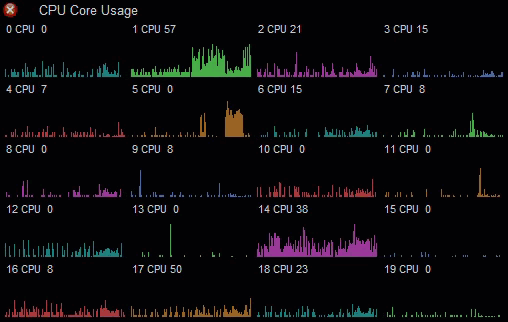 CPU Core Usage
0 CPU 0
1 CPU 57
2 CPU 21
3 CPU 15
4 CPU 7
5 CPU 0
6 CPU 15
7 CPU 8
8 CPU 0
9 CPU 8
10 CPU 0
11 CPU 0
12 CPU 0
13 CPU 0
14 CPU 38
15 CPU 0
16 CPU 8
17 CPU 50
18 CPU 23
19 CPU 0